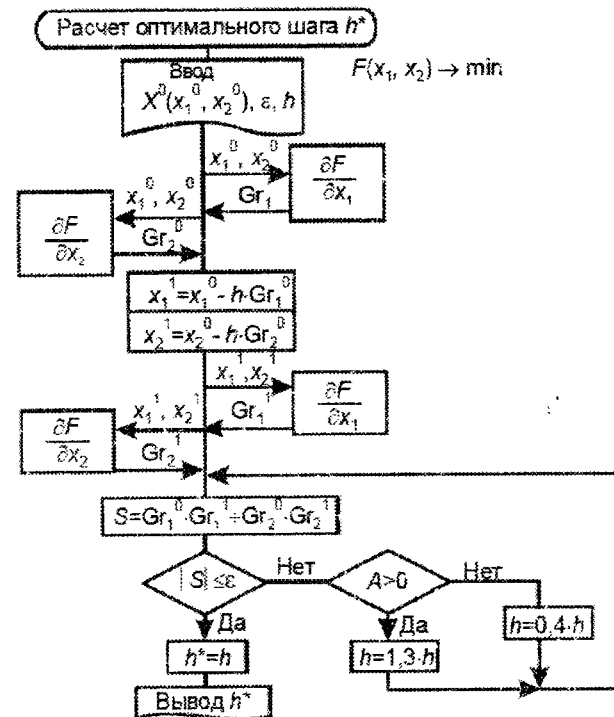 Расчет оптимального шага h*
Ввод
X⁰(x₁⁰, x₂⁰), ε, h
F(x₁, x₂) → min
x₁⁰, x₂⁰
∂F
∂x₁
Gr₁
x₁⁰, x₂⁰
∂F
∂x₂
Gr₂⁰
x₁¹=x₁⁰ - h·Gr₁⁰
x₂¹=x₂⁰ - h·Gr₂⁰
x₁¹,x₂¹
∂F
∂x₁
Gr₁¹
x₁¹, x₂¹
∂F
∂x₂
Gr₂¹
S=Gr₁⁰·Gr₁¹+Gr₂⁰·Gr₂¹
|S|≤ε
Нет
A>0
Нет
Да
Да
h=0,4·h
h*=h
h=1,3·h
Вывод h*